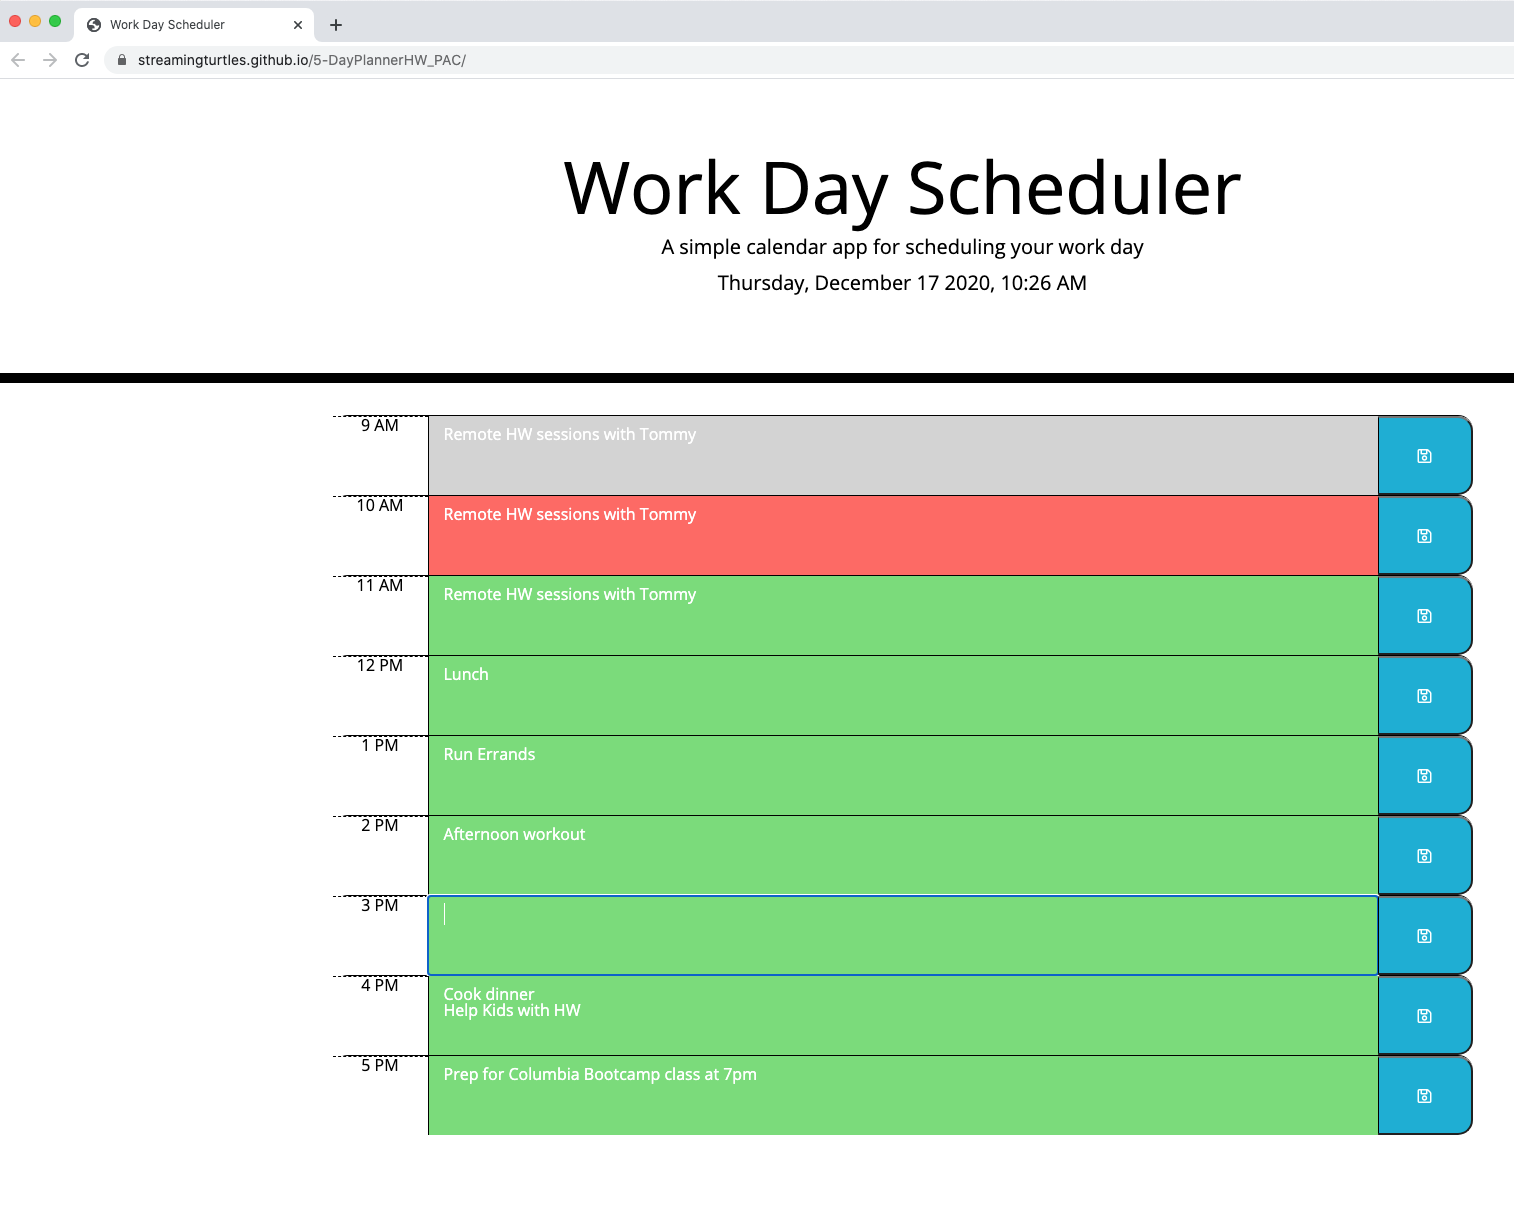 Work Day Scheduler
streamingturtles.github.io/5-DayPlannerHW_PAC/
Work Day Scheduler
A simple calendar app for scheduling your work day
Thursday, December 17 2020, 10:26 AM
9 AM
Remote HW sessions with Tommy
10 AM
Remote HW sessions with Tommy
11 AM
Remote HW sessions with Tommy
12 PM
Lunch
1 PM
Run Errands
2 PM
Afternoon workout
3 PM
4 PM
Cook dinner
Help Kids with HW
5 PM
Prep for Columbia Bootcamp class at 7pm